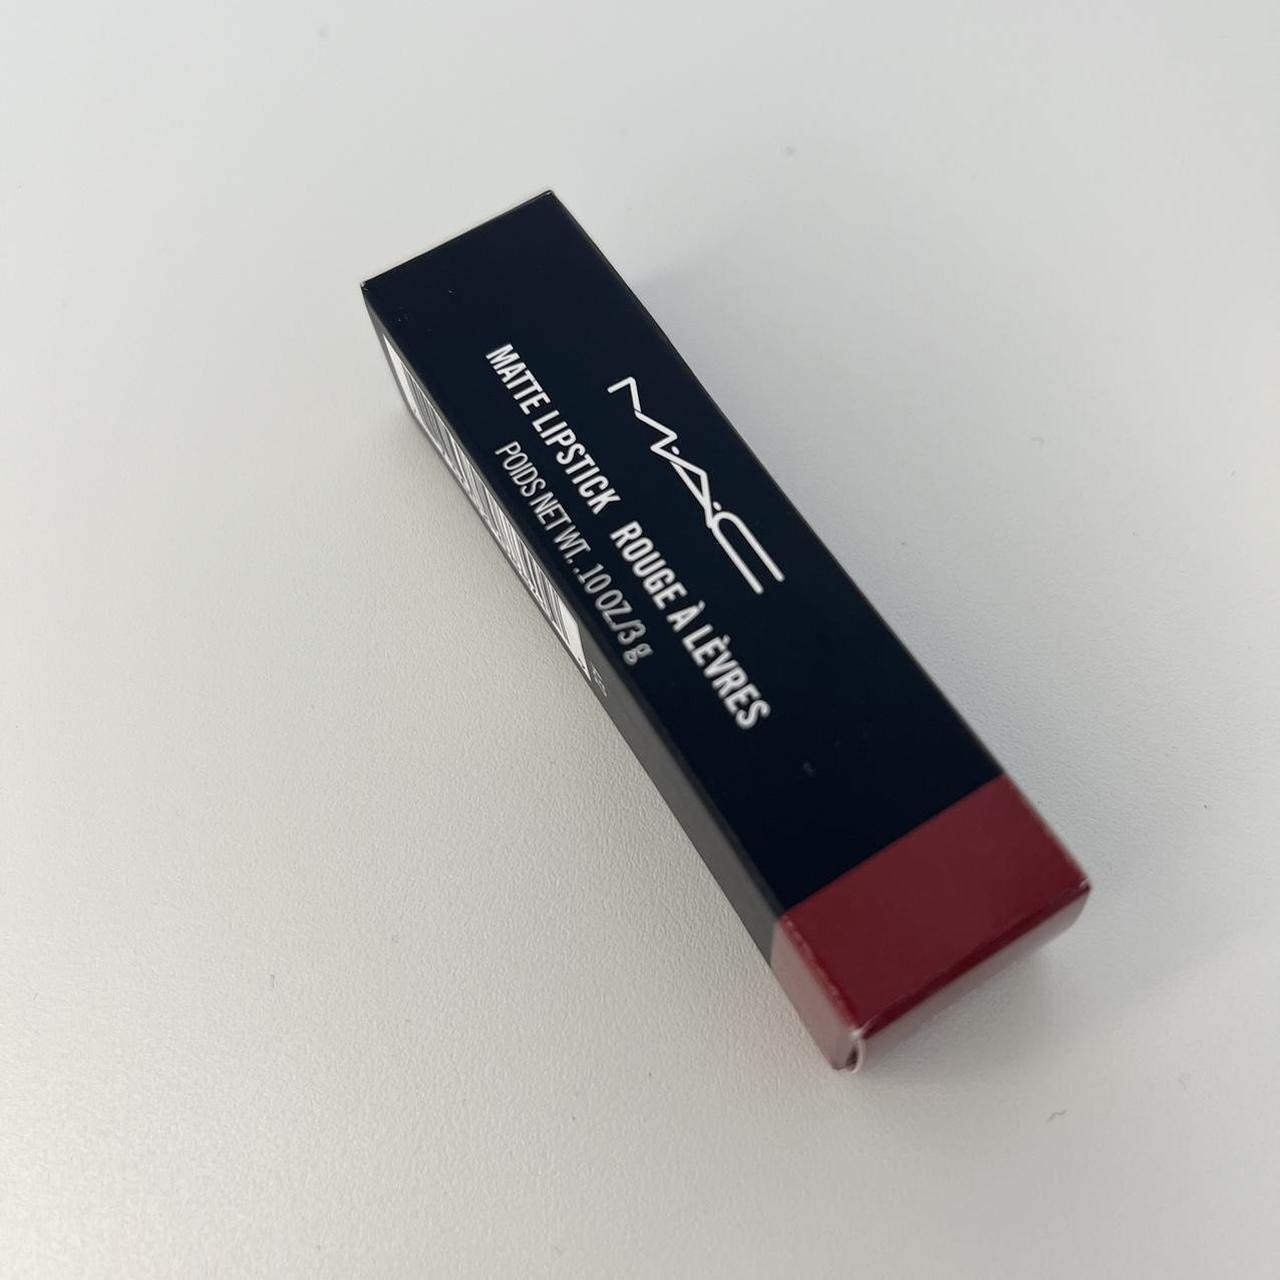 MAC
MATTE LIPSTICK ROUGE À LÈVRES
POIDS NET WT. .10 OZ/3 g